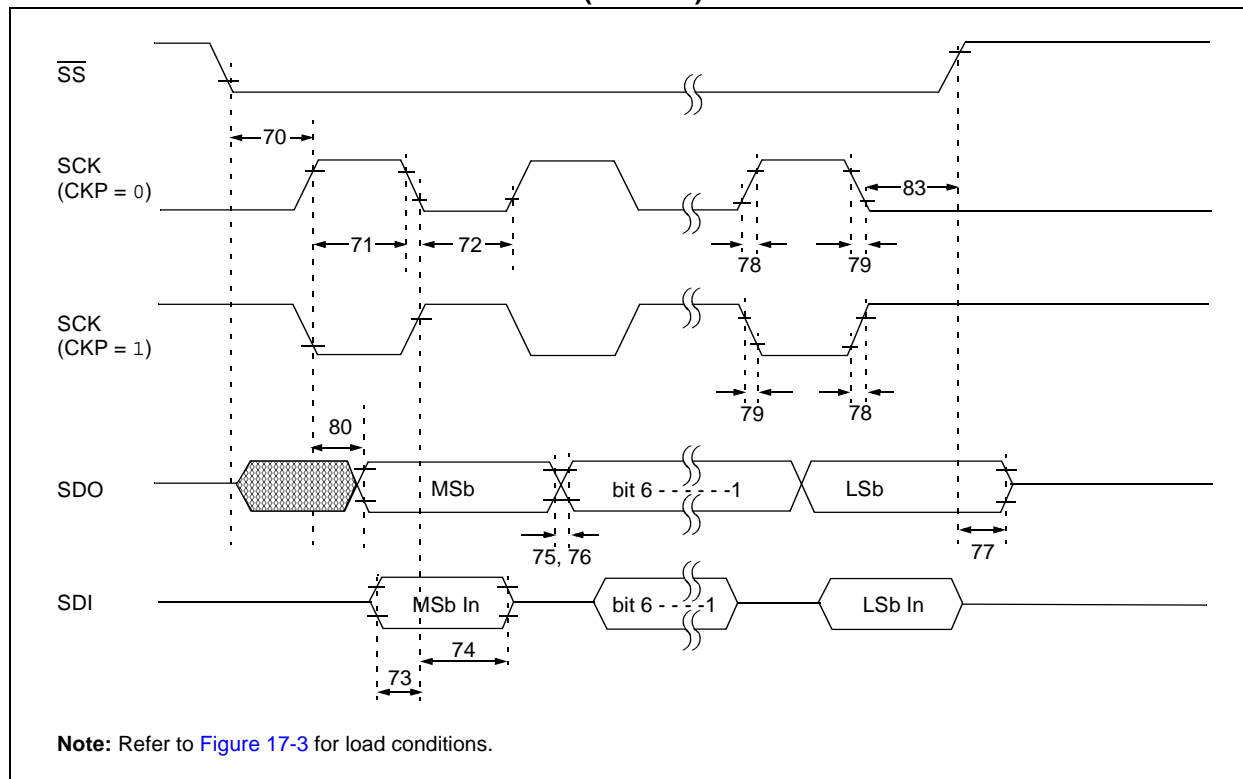 SS
70
SCK
(CKP = 0)
83
71
72
78
79
SCK
(CKP = 1)
79
78
80
SDO
MSb
bit 6 - - - - - -1
LSb
75, 76
77
SDI
MSb In
bit 6 - - - - -1
LSb In
74
73
Note: Refer to Figure 17-3 for load conditions.